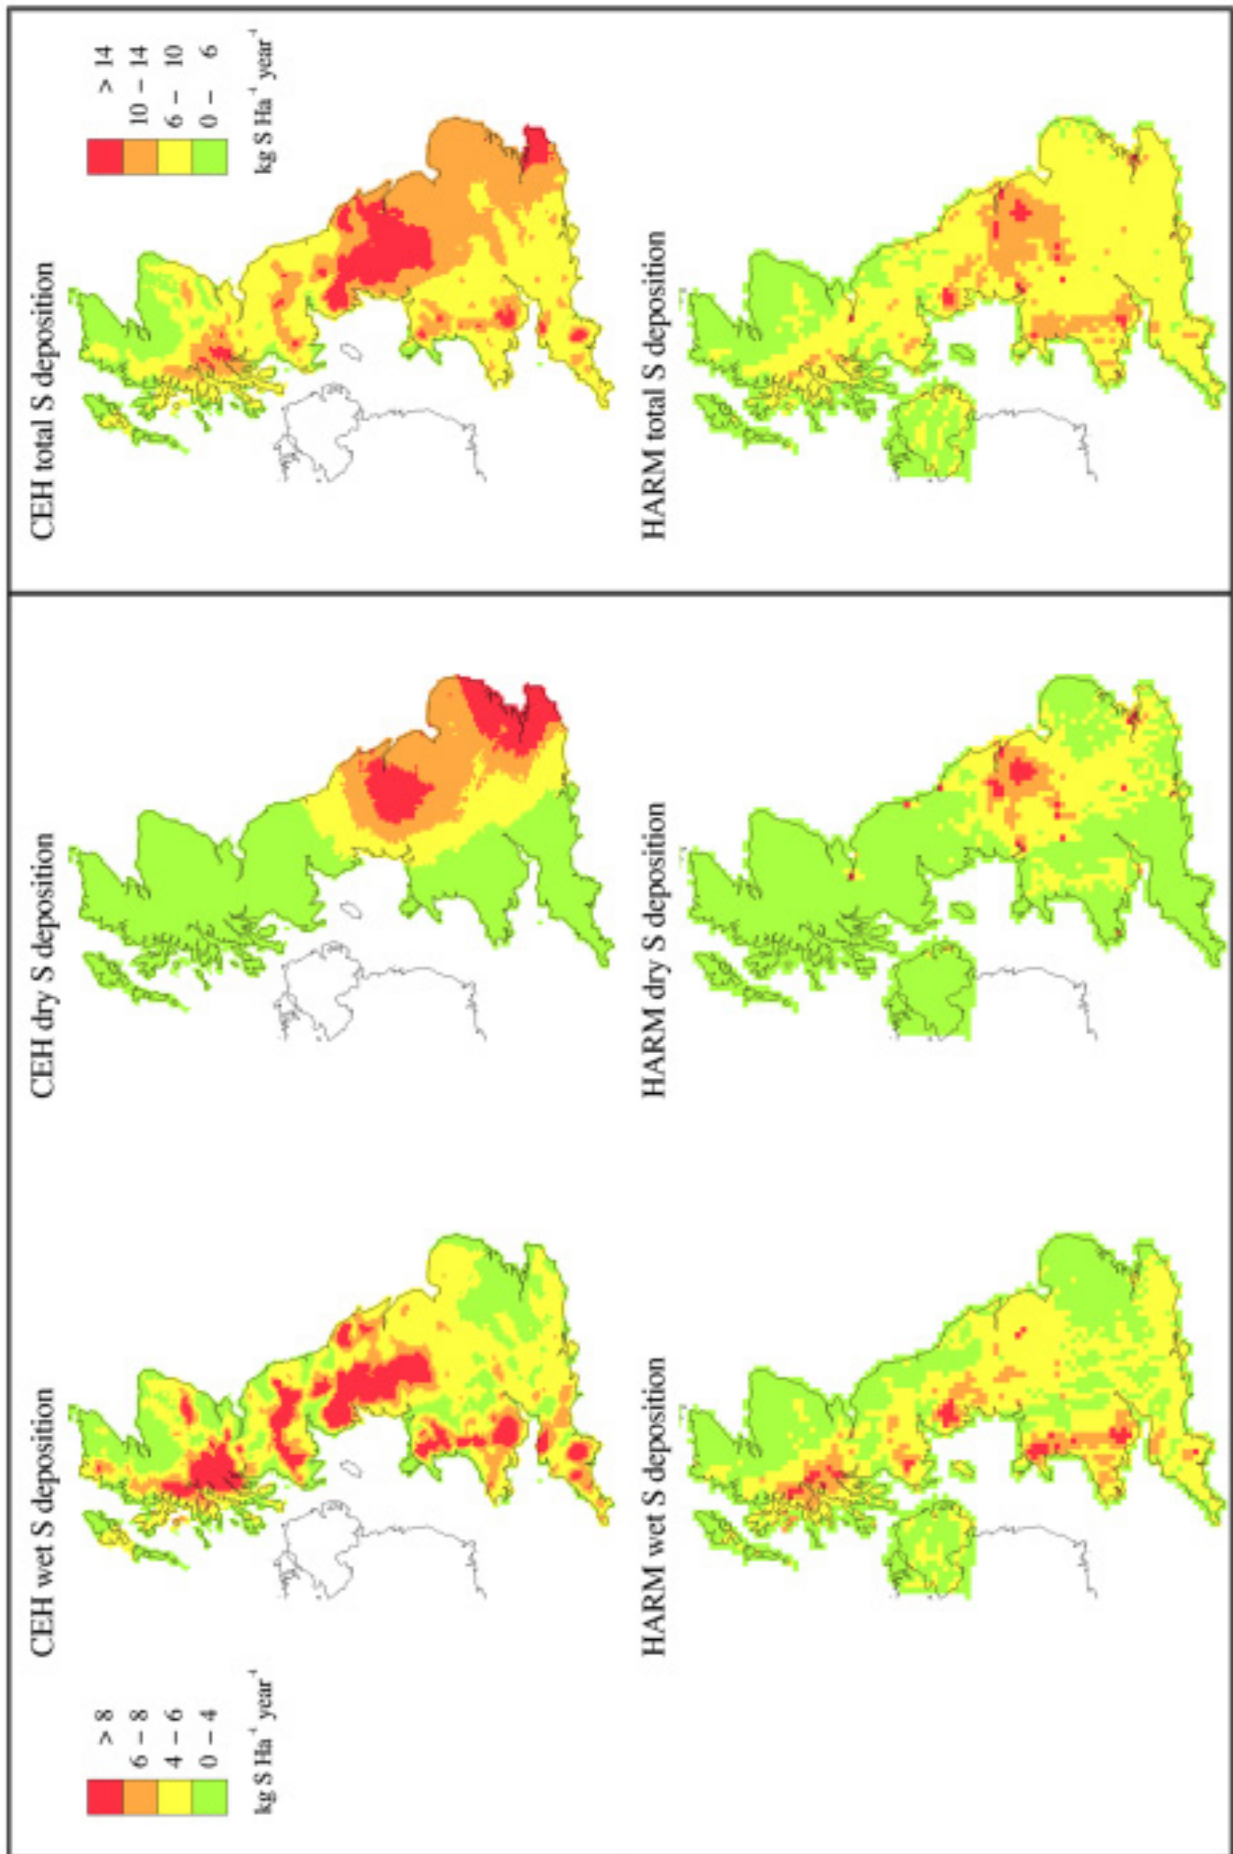 > 8
6 – 8
4 – 6
0 – 4
kg S Ha⁻¹ year⁻¹
CEH wet S deposition
CEH dry S deposition
CEH total S deposition
> 14
10 – 14
6 – 10
0 – 6
kg S Ha⁻¹ year⁻¹
HARM wet S deposition
HARM dry S deposition
HARM total S deposition